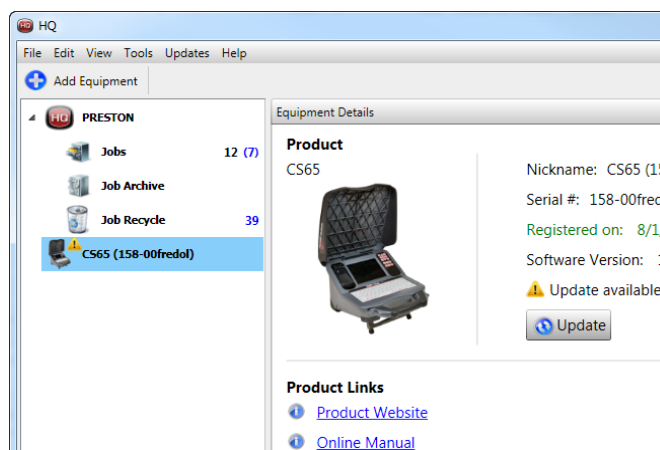 HQ
File Edit View Tools Updates Help
Add Equipment
HQ PRESTON
Jobs 12 (7)
Job Archive
Job Recycle 39
CS65 (158-00fredol)
Equipment Details
Product
CS65
Nickname: CS65
Serial #:
Registered on:
Software Version:
Update available
Update
Product Links
Product Website
Online Manual